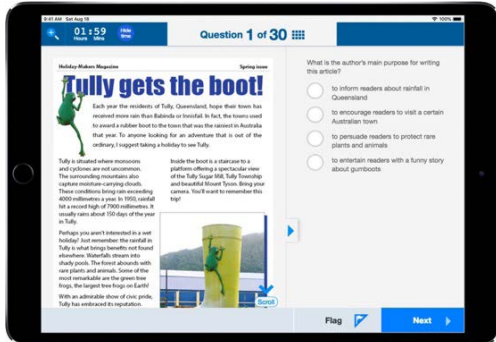 9:41 AM Sat Aug 18
100%
01:59
Hours Mins
Hide time
Question 1 of 30
Holiday Makers Magazine
Spring issue
Tully gets the boot!
Each year the residents of Tully, Queensland, hope their town has
received more rain than Babinda or Innisfail. In fact, the towns used
to award a rubber boot to the town that was the rainiest in Australia
that year. To anyone looking for an adventure that is out of the
ordinary, I suggest taking a holiday to see Tully.
Tully is situated where monsoons
and cyclones are not uncommon.
The surrounding mountains also
capture moisture-carrying clouds.
These conditions bring rain exceeding
4000 millimetres a year. In 1950, rainfall
hit a record high of 7900 millimetres. It
usually rains about 150 days of the year
in Tully.
Perhaps you aren't interested in a wet
holiday? Just remember: the rainfall in
Tully is what brings benefits not found
elsewhere. Waterfalls stream into
shady pools. The forest abounds with
rare plants and animals. Some of the
most remarkable are the green tree
frogs, the largest tree frogs on Earth!
With an admirable show of civic pride,
Tully has embraced its reputation.
Inside the boot is a staircase to a
platform offering a spectacular view
of the Tully Sugar Mill, Tully Township
and beautiful Mount Tyson. Bring your
camera. You'll want to remember this
trip!
Scroll
What is the author's main purpose for writing
this article?
to inform readers about rainfall in
Queensland
to encourage readers to visit a certain
Australian town
to persuade readers to protect rare
plants and animals
to entertain readers with a funny story
about gumboots
Flag
Next